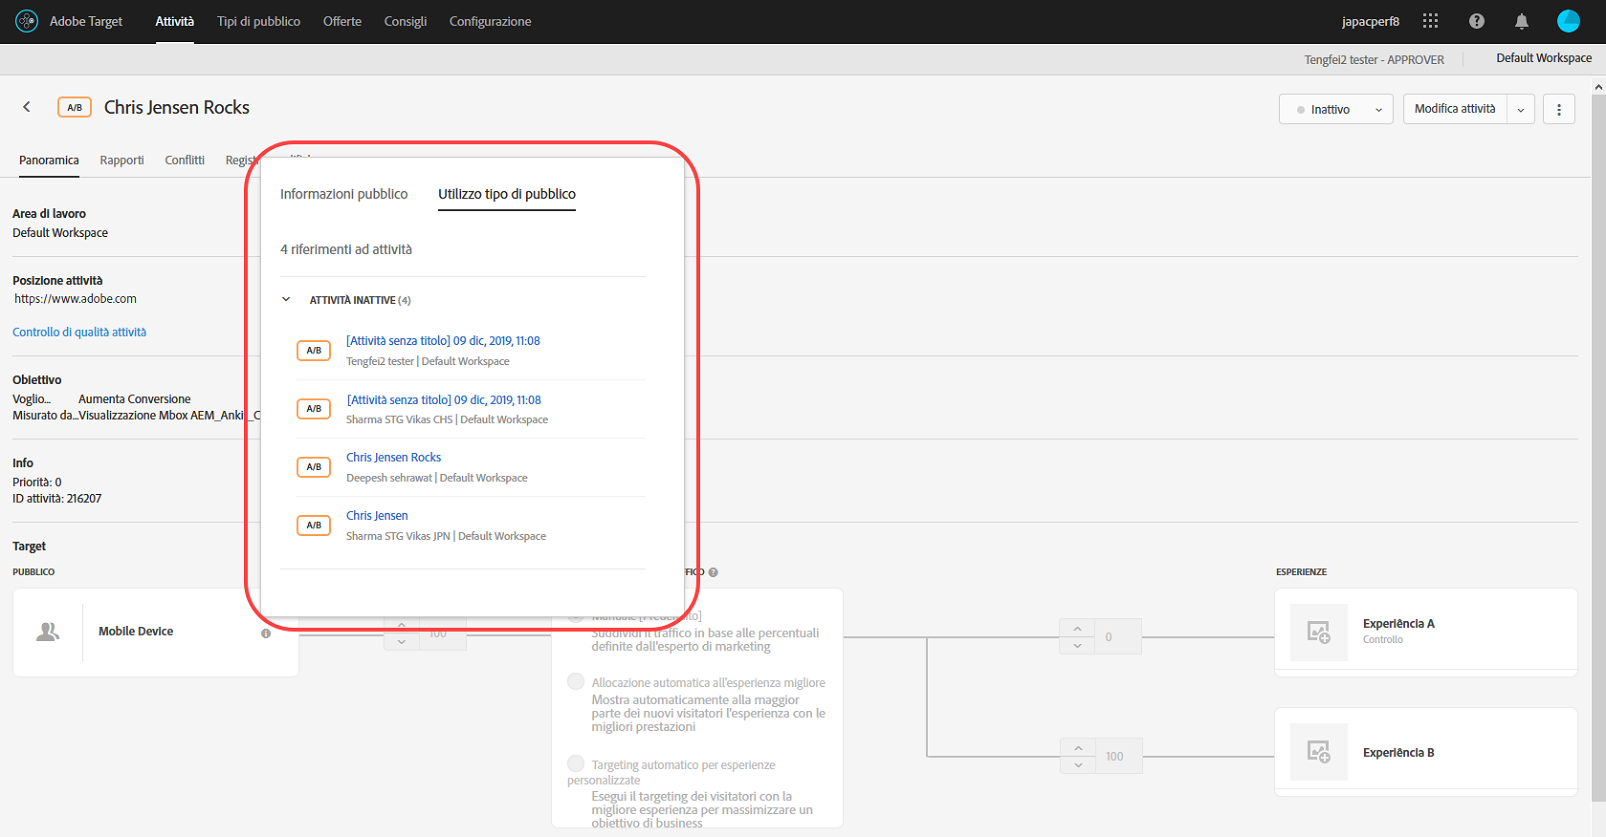 Adobe Target
Attività
Tipi di pubblico
Offerte
Consigli
Configurazione
japacperf8
Tengfei2 tester - APPROVER
Default Workspace
A/B
Chris Jensen Rocks
Inattivo
Modifica attività
Panoramica
Rapporti
Conflitti
Area di lavoro
Default Workspace
Posizione attività
https://www.adobe.com
Controllo di qualità attività
Obiettivo
Voglio... Aumenta Conversione
Misurato da...Visualizzazione Mbox AEM_Anki_C
Info
Priorità: 0
ID attività: 216207
Target
PUBBLICO
Mobile Device
Informazioni pubblico
Utilizzo tipo di pubblico
4 riferimenti ad attività
ATTIVITÀ INATTIVE (4)
A/B
[Attività senza titolo] 09 dic, 2019, 11:08
Tengfei2 tester | Default Workspace
A/B
[Attività senza titolo] 09 dic, 2019, 11:08
Sharma STG Vikas CHS | Default Workspace
A/B
Chris Jensen Rocks
Deepesh sehrawat | Default Workspace
A/B
Chris Jensen
Sharma STG Vikas JPN | Default Workspace
100
Suddividi il traffico in base alle percentuali
definite dall'esperto di marketing
Allocazione automatica all'esperienza migliore
Mostra automaticamente alla maggior
parte dei nuovi visitatori l'esperienza con le
migliori prestazioni
Targeting automatico per esperienze
personalizzate
Esegui il targeting dei visitatori con la
migliore esperienza per massimizzare un
obiettivo di business
0
100
ESPERIENZE
Experiência A
Controllo
Experiência B